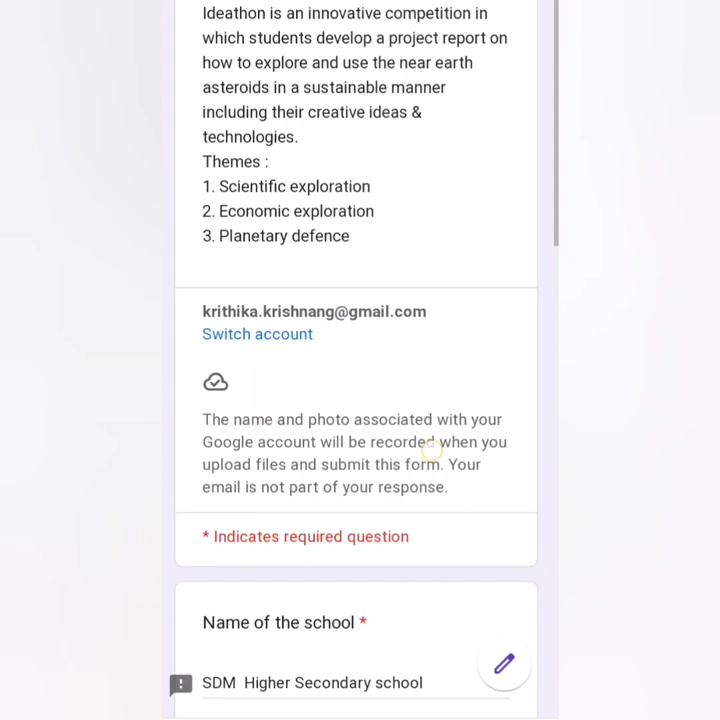 Ideathon is an innovative competition in
which students develop a project report on
how to explore and use the near earth
asteroids in a sustainable manner
including their creative ideas &
technologies.
Themes :
1. Scientific exploration
2. Economic exploration
3. Planetary defence
krithika.krishnang@gmail.com
Switch account
The name and photo associated with your
Google account will be recorded when you
upload files and submit this form. Your
email is not part of your response.
* Indicates required question
Name of the school *
SDM Higher Secondary school